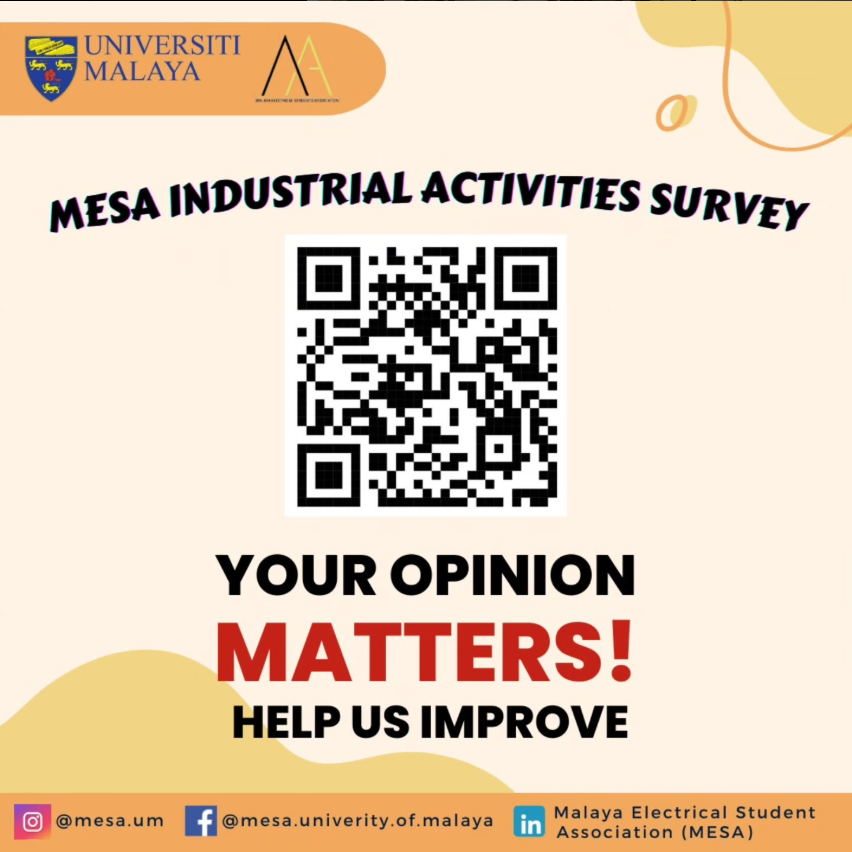 UNIVERSITI
MALAYA
MESA INDUSTRIAL ACTIVITIES SURVEY
YOUR OPINION
MATTERS!
HELP US IMPROVE
@mesa.um
@mesa.univerity.of.malaya
in
Malaya Electrical Student
Association (MESA)